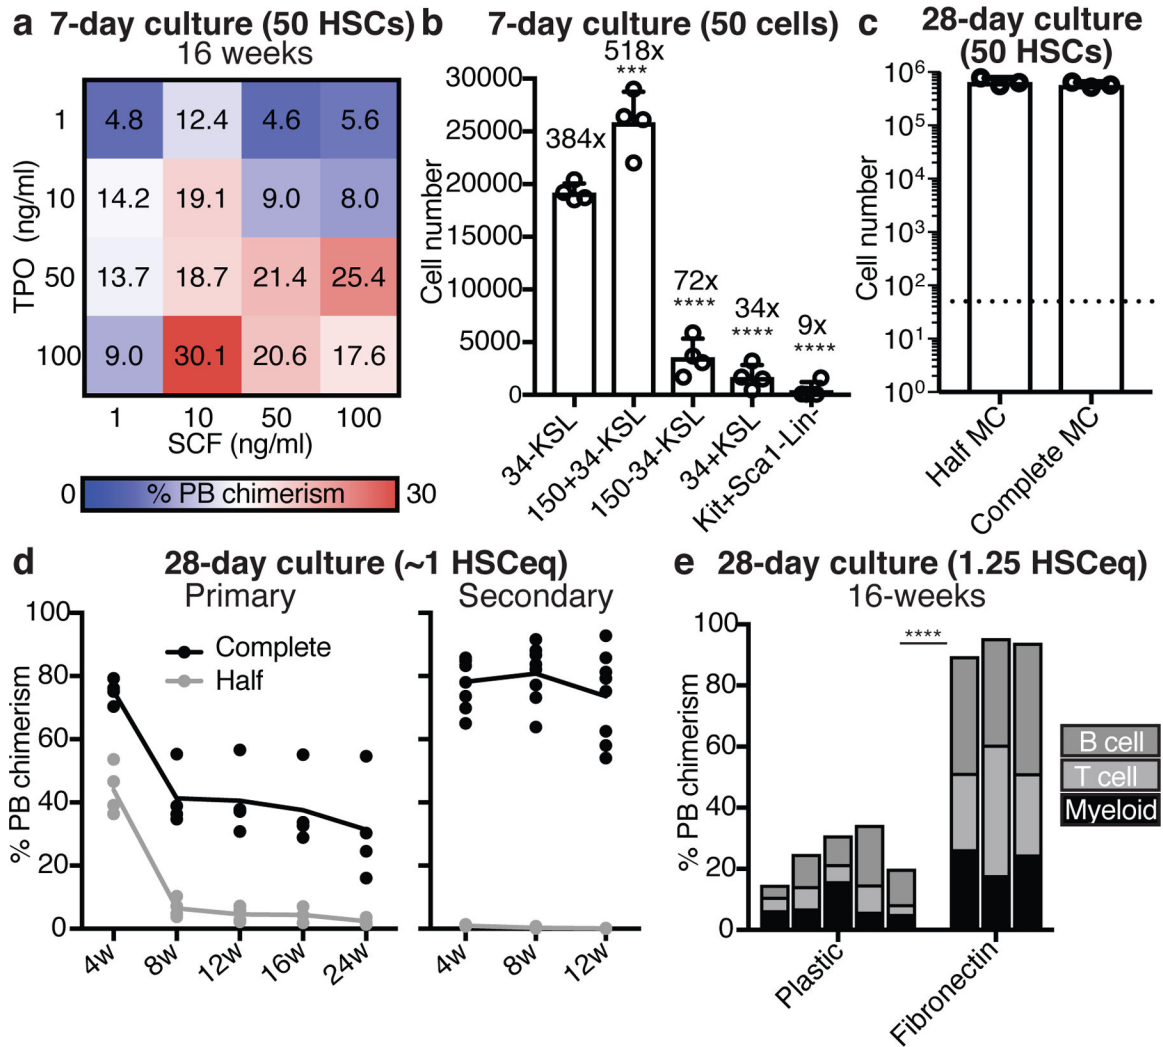 a 7-day culture (50 HSCs)
16 weeks
TPO (ng/ml)
1 4.8 12.4 4.6 5.6
10 14.2 19.1 9.0 8.0
50 13.7 18.7 21.4 25.4
100 9.0 30.1 20.6 17.6
1 10 50 100
SCF (ng/ml)
0 % PB chimerism 30
b 7-day culture (50 cells)
Cell number
30000
25000
20000
15000
10000
5000
0
384x
518x
***
72x
****
34x
****
9x
****
34-KSL
150+34-KSL
150-34-KSL
34+KSL
Kit+Sca1-Lin-
c 28-day culture
(50 HSCs)
Cell number
10⁶
10⁵
10⁴
10³
10²
10¹
10⁰
Half MC
Complete MC
d 28-day culture (~1 HSCeq)
Primary
Secondary
% PB chimerism
100
80
60
40
20
0
Complete
Half
4w 8w 12w 16w 24w
4w 8w 12w
e 28-day culture (1.25 HSCeq)
16-weeks
% PB chimerism
100
80
60
40
20
0
****
Plastic
Fibronectin
B cell
T cell
Myeloid